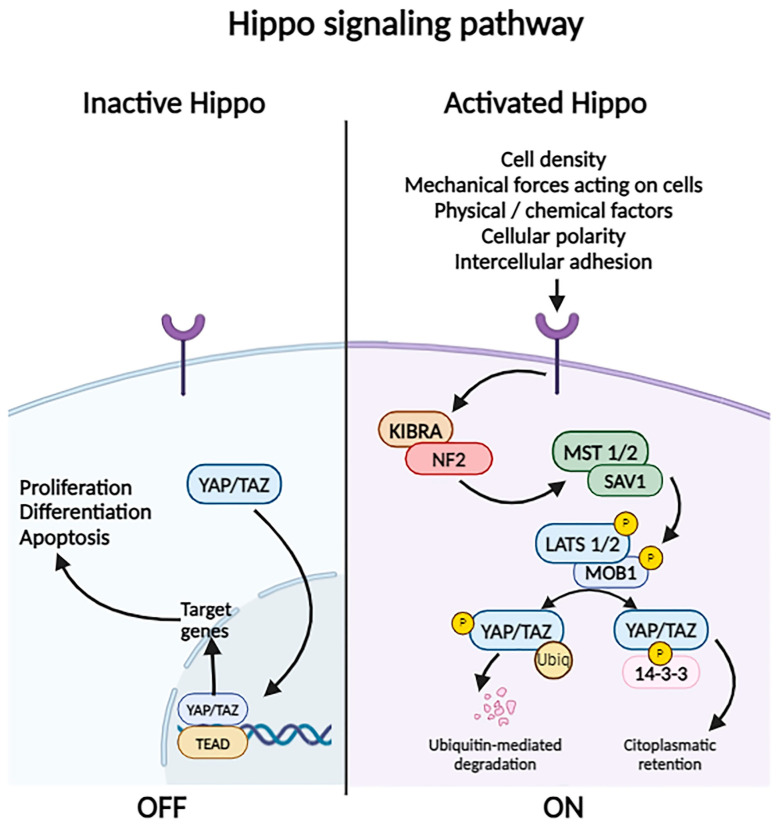 Hippo signaling pathway
Inactive Hippo
Activated Hippo
Cell density
Mechanical forces acting on cells
Physical / chemical factors
Cellular polarity
Intercellular adhesion
KIBRA
NF2
MST 1/2
SAV1
YAP/TAZ
Proliferation
Differentiation
Apoptosis
P
LATS 1/2
P
MOB1
Target
genes
P
YAP/TAZ
Ubiq
YAP/TAZ
P
14-3-3
YAP/TAZ
TEAD
Ubiquitin-mediated
degradation
Citoplasmatic
retention
OFF
ON